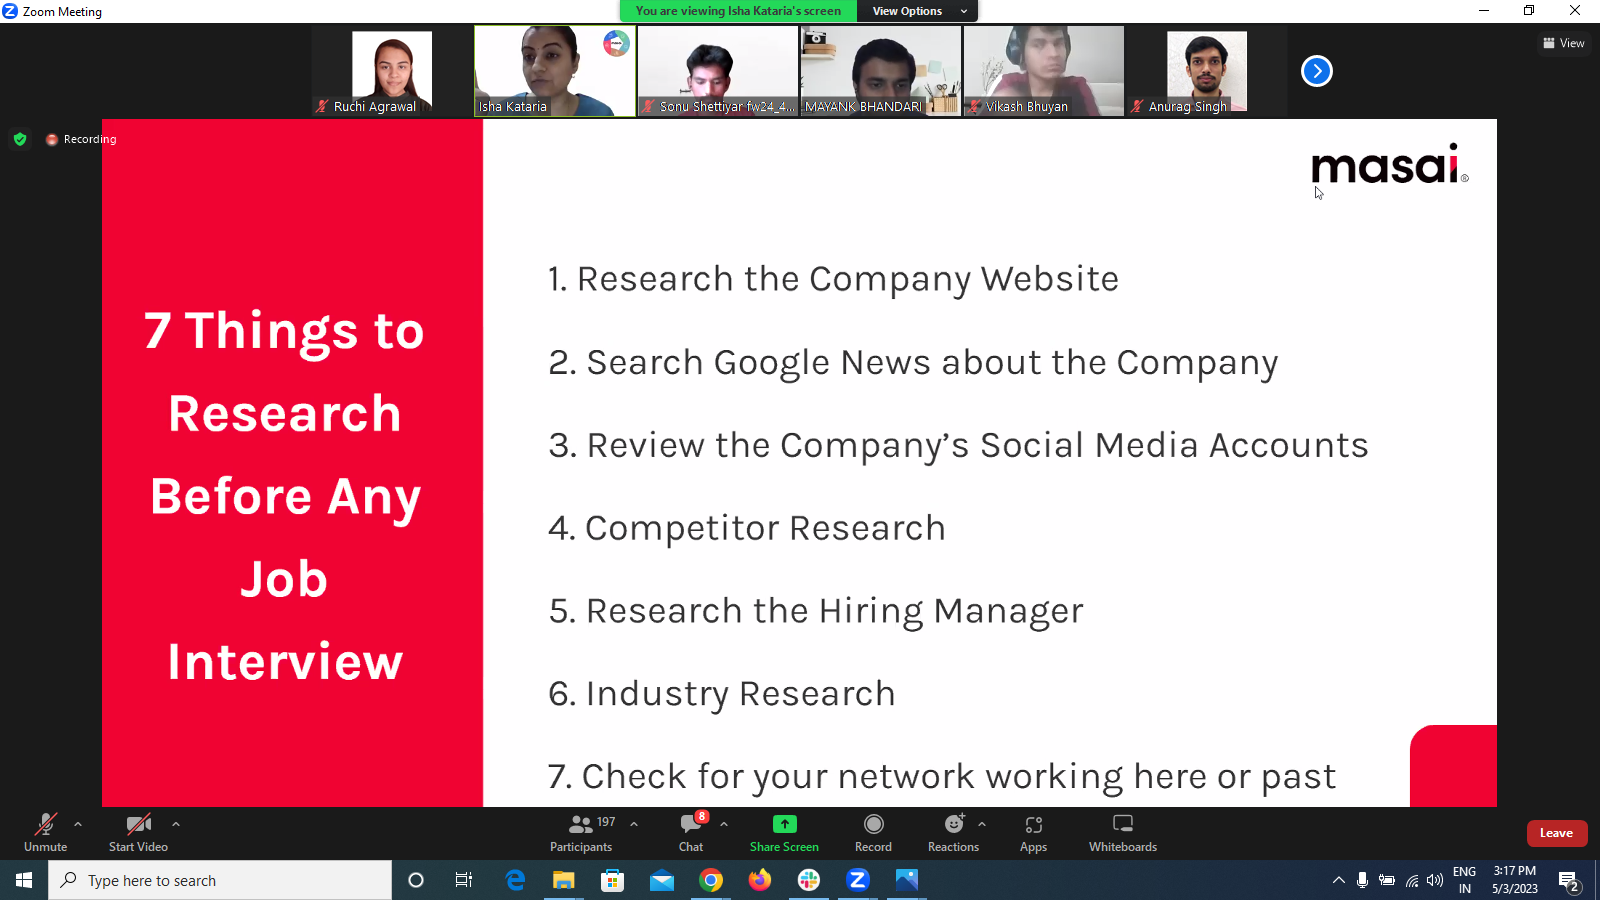 Zoom Meeting
You are viewing Isha Kataria's screen
View Options
View
Ruchi Agrawal
Isha Kataria
Sonu Shettiyar fw24_4...
MAYANK BHANDARI
Vikash Bhuyan
Anurag Singh
Recording
masai
®
7 Things to
Research
Before Any
Job
Interview
1. Research the Company Website
2. Search Google News about the Company
3. Review the Company’s Social Media Accounts
4. Competitor Research
5. Research the Hiring Manager
6. Industry Research
7. Check for your network working here or past
Unmute
Start Video
197
Participants
8
Chat
Share Screen
Record
Reactions
Apps
Whiteboards
Leave
Type here to search
ENG
IN
3:17 PM
5/3/2023
2